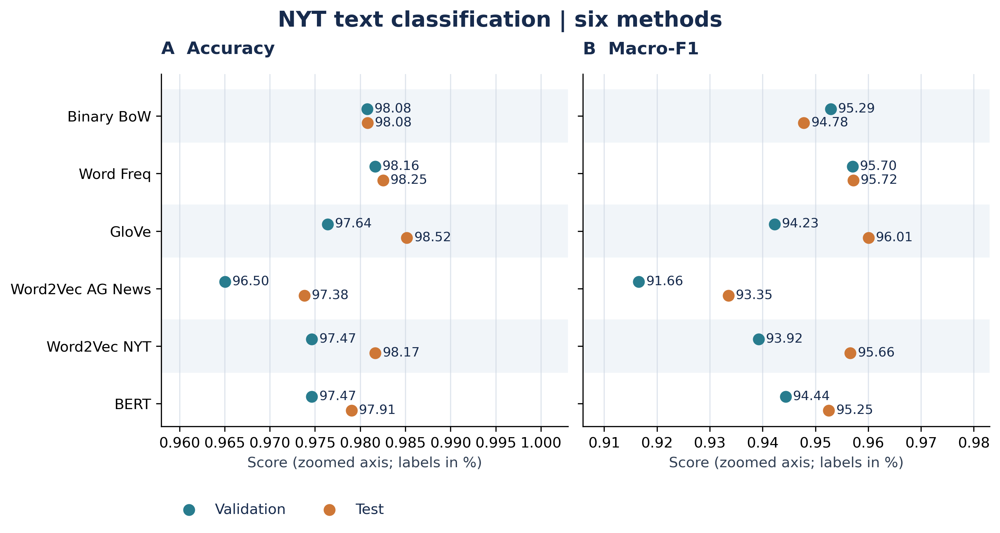 NYT text classification | six methods
A Accuracy
Binary BoW
98.08
98.08
Word Freq
98.16
98.25
GloVe
97.64
98.52
Word2Vec AG News
96.50
97.38
Word2Vec NYT
97.47
98.17
BERT
97.47
97.91
0.960 0.965 0.970 0.975 0.980 0.985 0.990 0.995 1.000
Score (zoomed axis; labels in %)
B Macro-F1
95.29
94.78
95.70
95.72
94.23
96.01
91.66
93.35
93.92
95.66
94.44
95.25
0.91 0.92 0.93 0.94 0.95 0.96 0.97 0.98
Score (zoomed axis; labels in %)
Validation Test